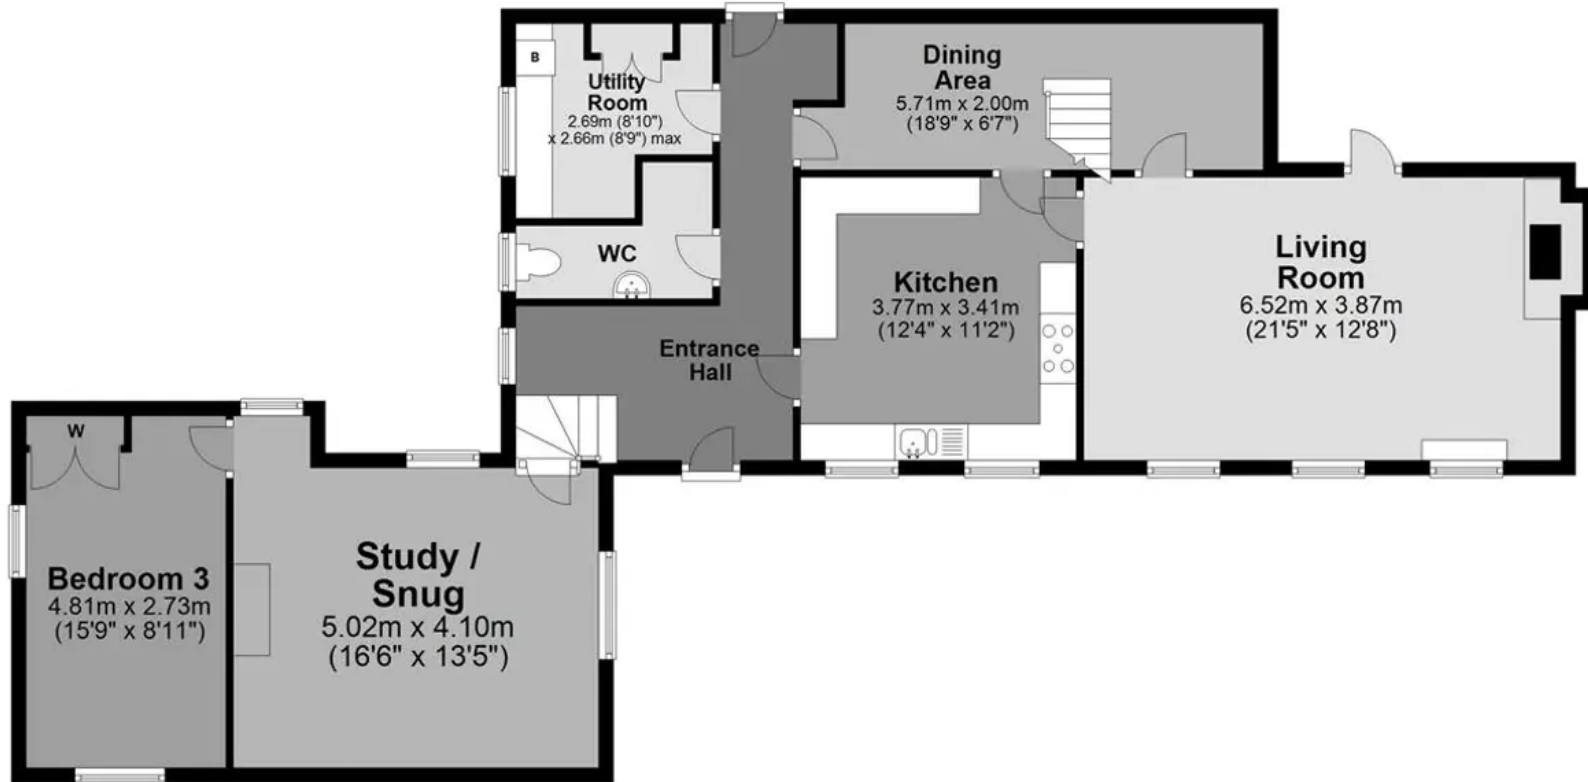 B
Utility
Room
2.69m (8'10")
x 2.66m (8'9") max
Dining
Area
5.71m x 2.00m
(18'9" x 6'7")
WC
Kitchen
3.77m x 3.41m
(12'4" x 11'2")
Living
Room
6.52m x 3.87m
(21'5" x 12'8")
Entrance
Hall
W
Bedroom 3
4.81m x 2.73m
(15'9" x 8'11")
Study /
Snug
5.02m x 4.10m
(16'6" x 13'5")